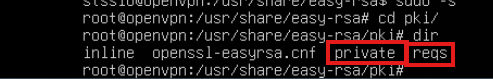 root@openvpn:/usr/share/easy-rsa# cd pki/
root@openvpn:/usr/share/easy-rsa/pki# dir
inline openssl-easyrsa.cnf private reqs
root@openvpn:/usr/share/easy-rsa/pki#